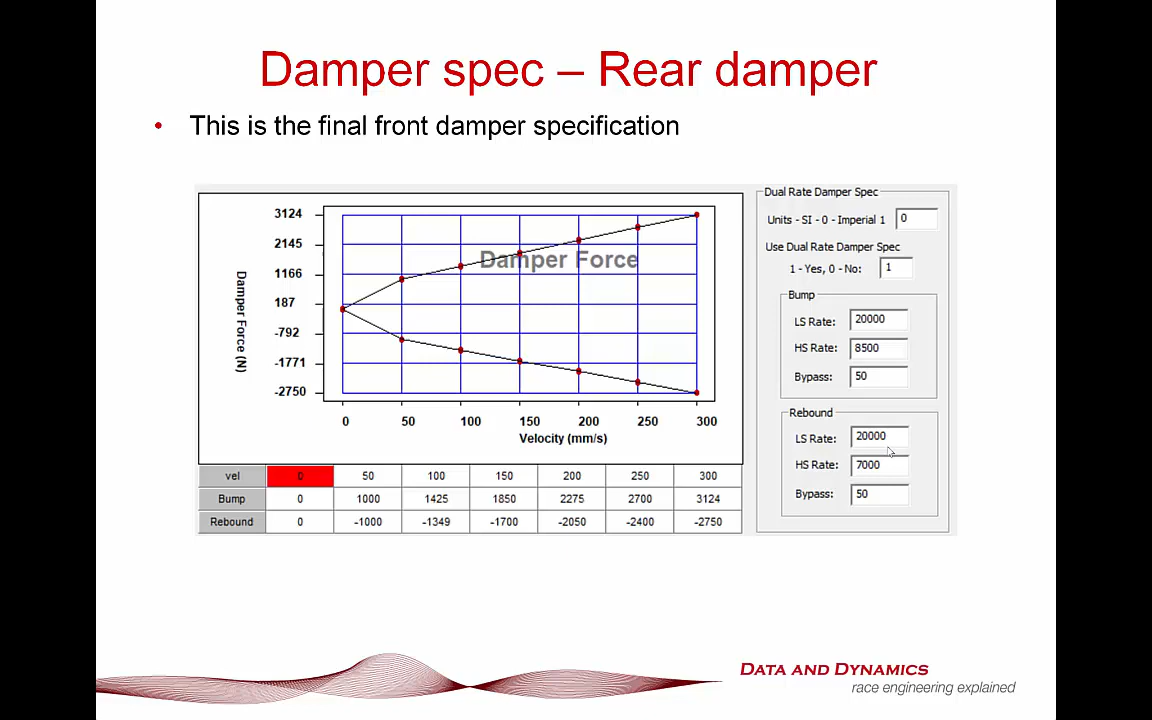 Damper spec – Rear damper
• This is the final front damper specification
Damper Force
Damper Force (N)
3124
2145
1166
187
-792
-1771
-2750
0 50 100 150 200 250 300
Velocity (mm/s)
vel 0 50 100 150 200 250 300
Bump 0 1000 1425 1850 2275 2700 3124
Rebound 0 -1000 -1349 -1700 -2050 -2400 -2750
Dual Rate Damper Spec
Units - SI - 0 - Imperial 1 0
Use Dual Rate Damper Spec
1 - Yes, 0 - No: 1
Bump
LS Rate: 20000
HS Rate: 8500
Bypass: 50
Rebound
LS Rate: 20000
HS Rate: 7000
Bypass: 50
DATA AND DYNAMICS
race engineering explained